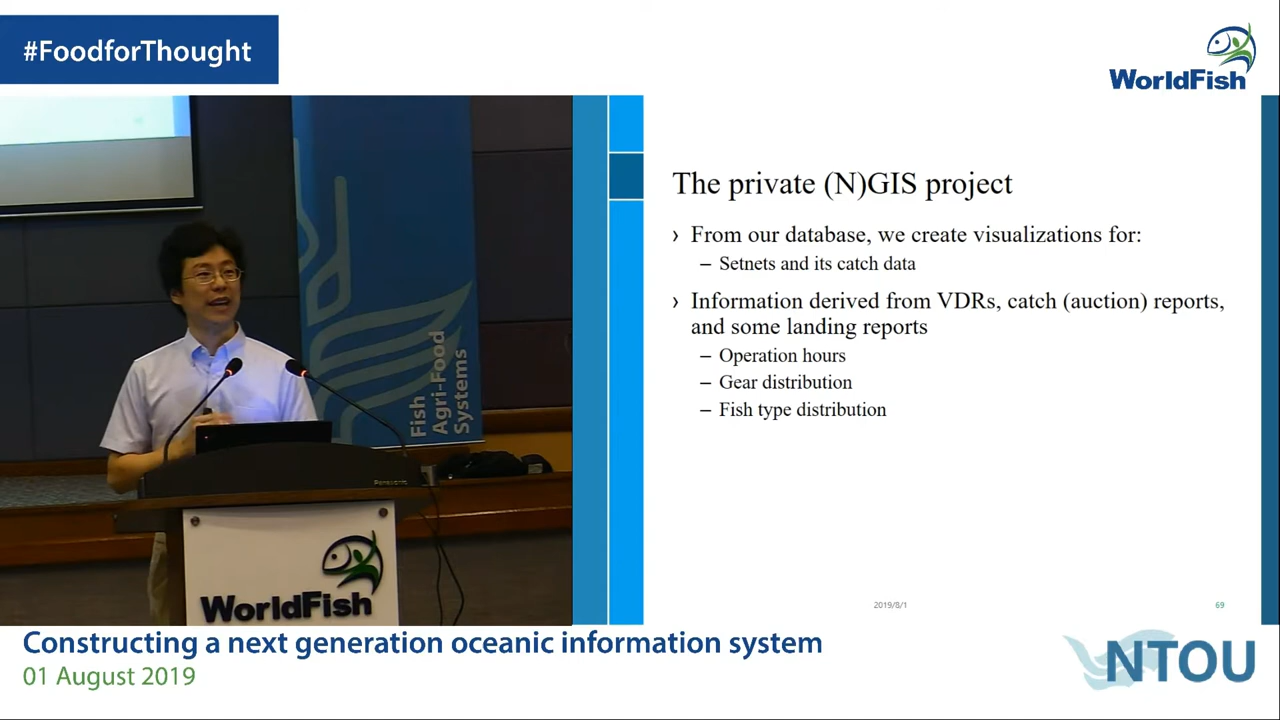 #FoodforThought
WorldFish
The private (N)GIS project
› From our database, we create visualizations for:
– Setnets and its catch data
› Information derived from VDRs, catch (auction) reports,
and some landing reports
– Operation hours
– Gear distribution
– Fish type distribution
2019/8/1
69
Fish
Agri-Food
Systems
Panasonic
WorldFish
Constructing a next generation oceanic information system
01 August 2019
NTOU